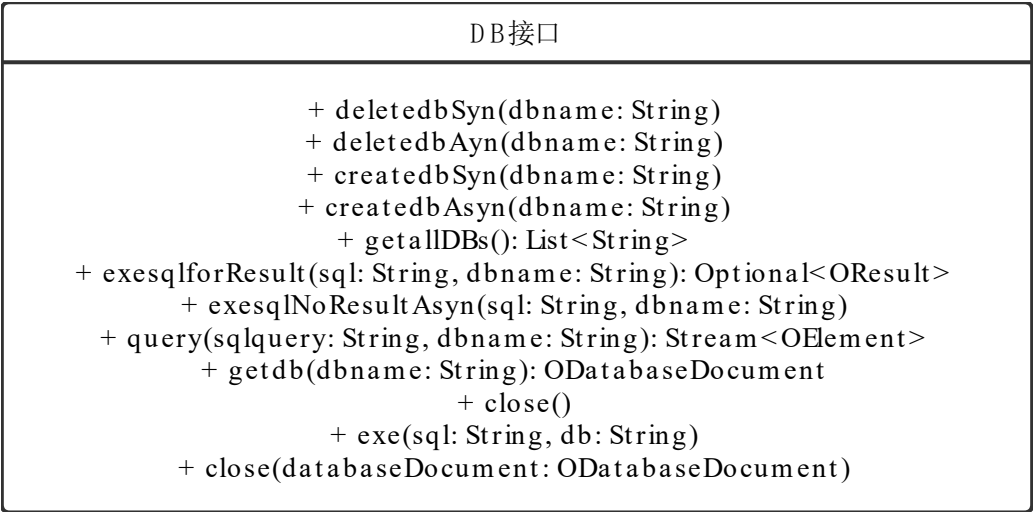 DB接口
+ deletedbSyn(dbname: String)
+ deletedbAyn(dbname: String)
+ createdbSyn(dbname: String)
+ createdbAsyn(dbname: String)
+ getallDBs(): List<String>
+ exesqlforResult(sql: String, dbname: String): Optional<OResult>
+ exesqlNoResultAsyn(sql: String, dbname: String)
+ query(sqlquery: String, dbname: String): Stream<OElement>
+ getdb(dbname: String): ODatabaseDocument
+ close()
+ exe(sql: String, db: String)
+ close(databaseDocument: ODatabaseDocument)